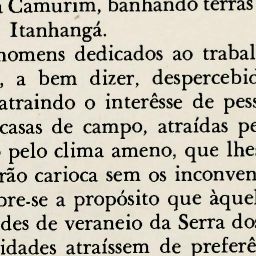 Camurim, banhando terras
Itanhangá.
homens dedicados ao trabal
, a bem dizer, despercebid
atraindo o interêsse de pess
casas de campo, atraídas pe
pelo clima ameno, que lhes
rão carioca sem os inconven
bre-se a propósito que àquel
des de veraneio da Serra dos
idades atraíssem de preferê